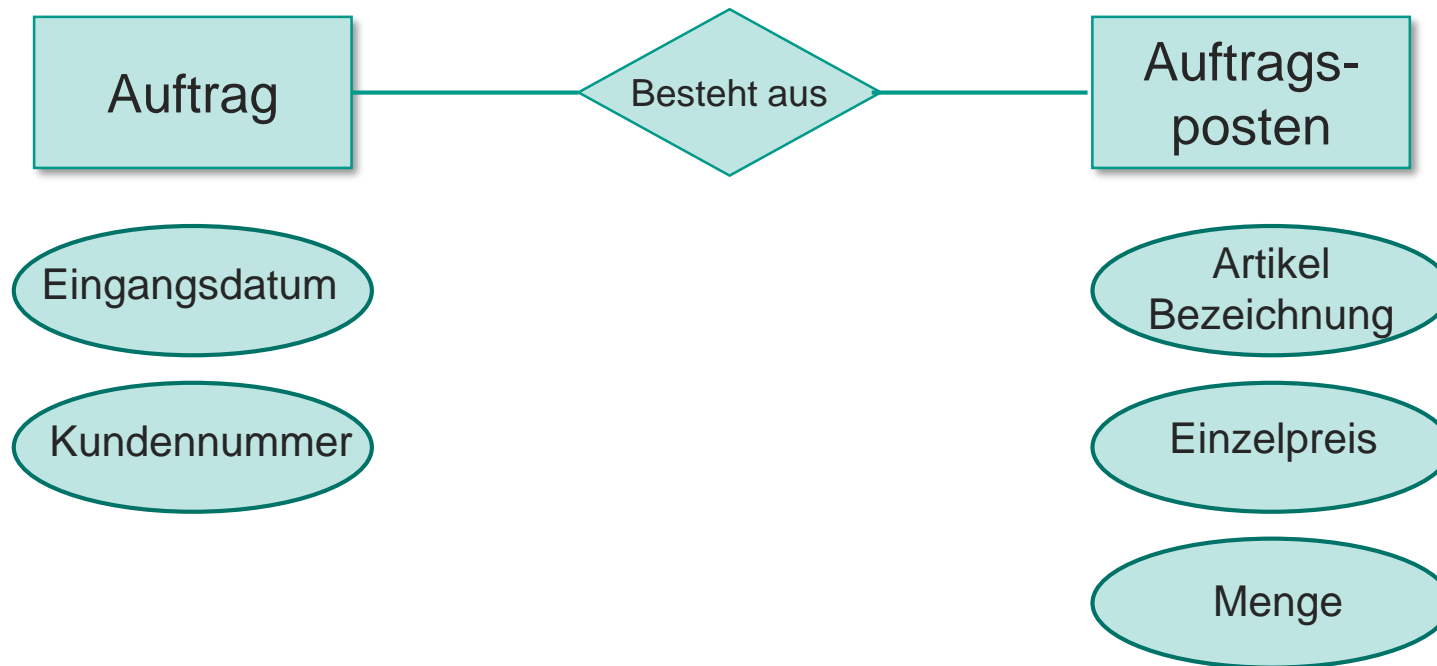 Auftrag
Besteht aus
Auftrags-
posten
Eingangsdatum
Kundennummer
Artikel
Bezeichnung
Einzelpreis
Menge